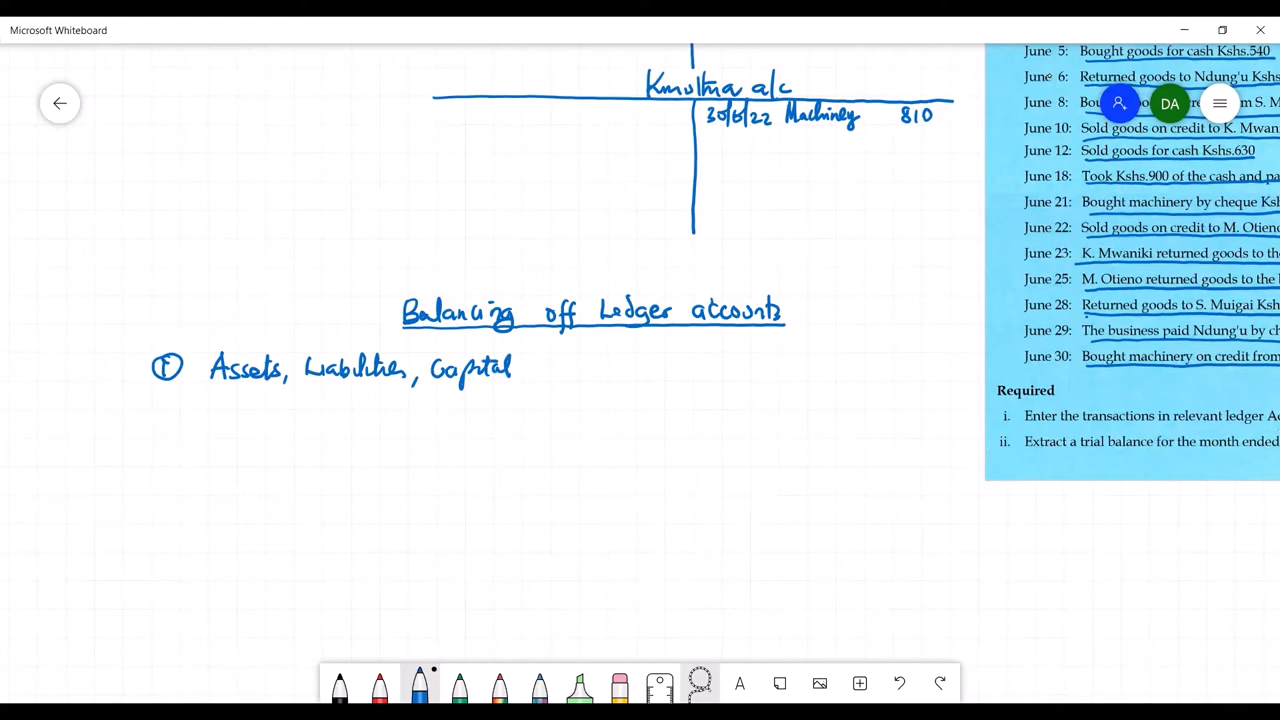 Microsoft Whiteboard
a/c
30/6/22 Machinery 810
Balancing off Ledger accounts
① Assets, Liabilities, Capital
June 5: Bought goods for cash Kshs.540
June 6: Returned goods to Ndung'u Kshs
DA
June 8: S. M
June 10: Sold goods on credit to K. Mwan
June 12: Sold goods for cash Kshs.630
June 18: Took Kshs.900 of the cash and pa
June 21: Bought machinery by cheque Ksh
June 22: Sold goods on credit to M. Otieno
June 23: K. Mwaniki returned goods to the
June 25: M. Otieno returned goods to the
June 28: Returned goods to S. Muigai Ksh
June 29: The business paid Ndung'u by ch
June 30: Bought machinery on credit from
Required
i. Enter the transactions in relevant ledger Ac
ii. Extract a trial balance for the month ended
A